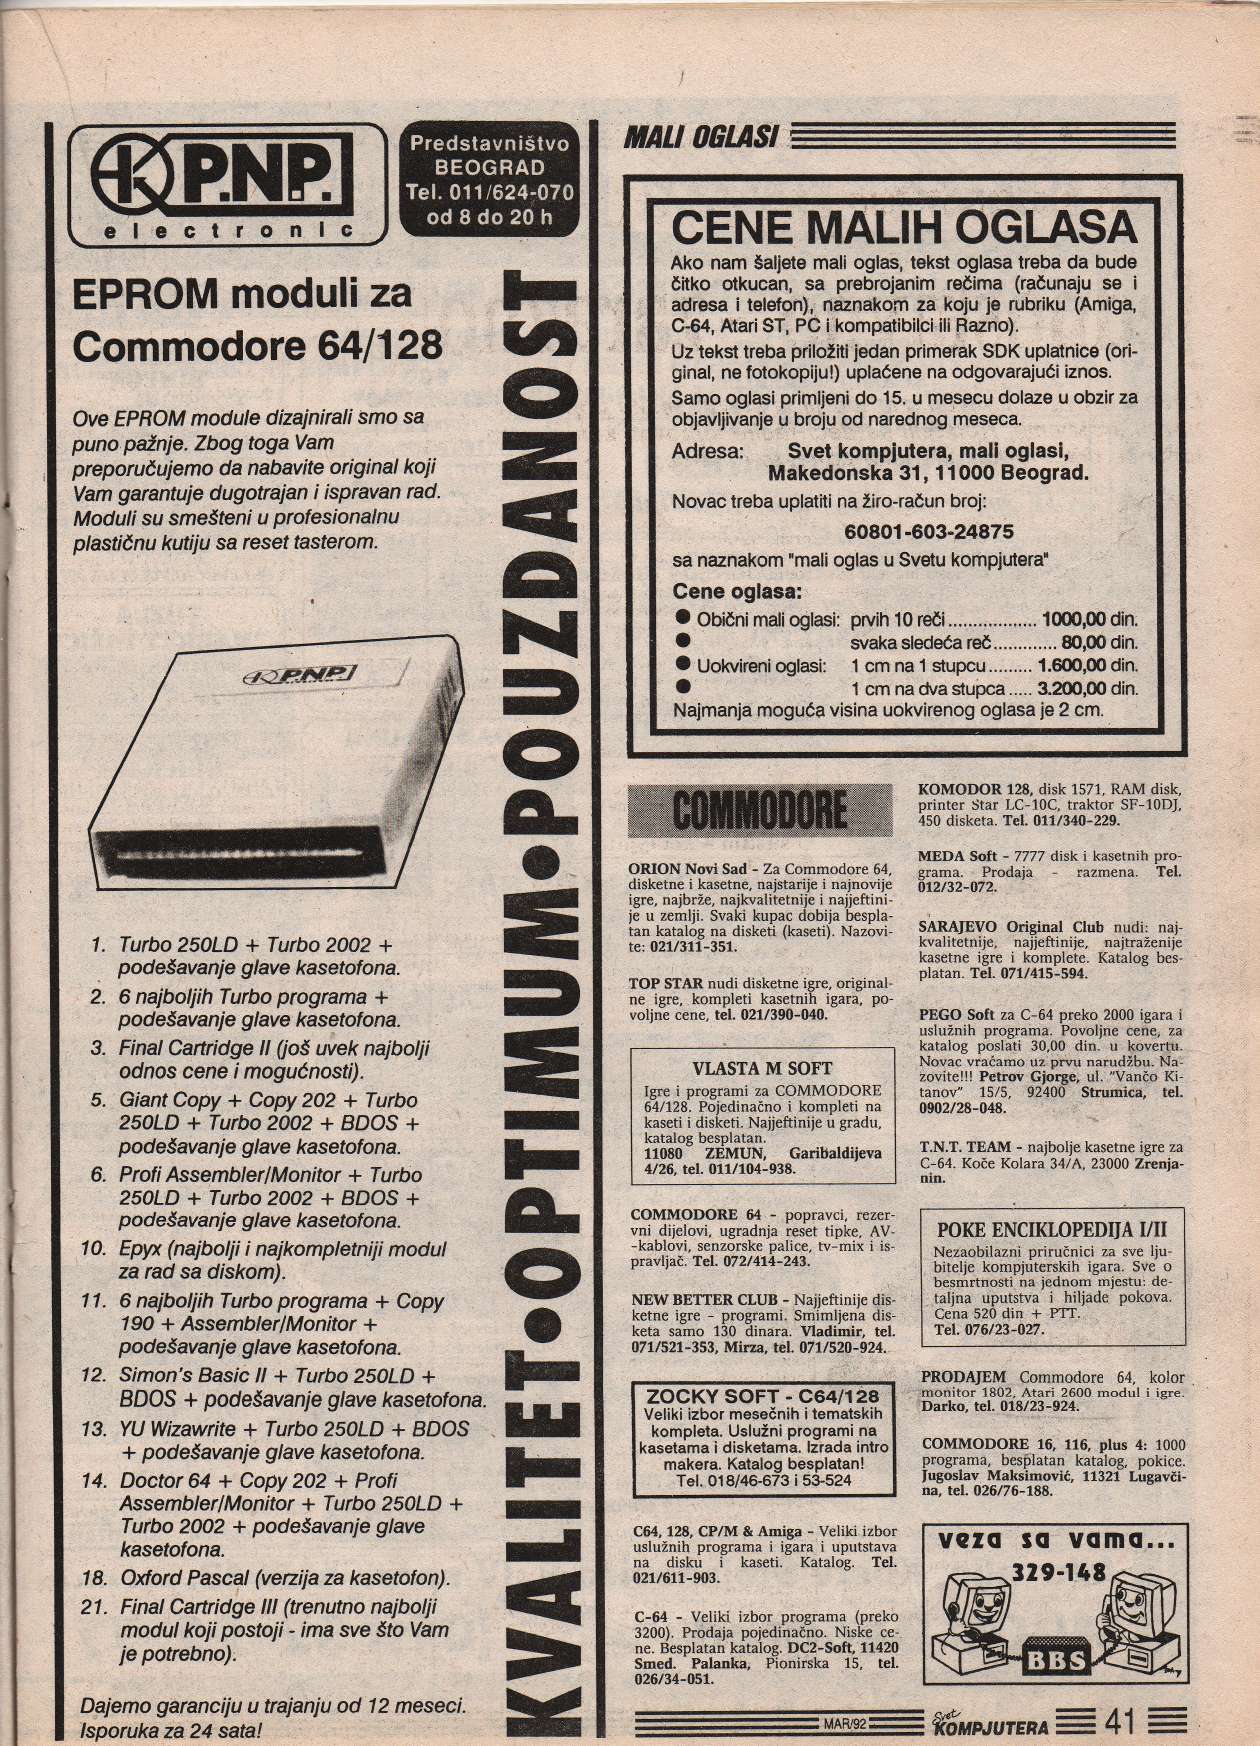 P.N.P.
electronic
Predstavništvo
BEOGRAD
Tel. 011/624-070
od 8 do 20 h
EPROM moduli za
Commodore 64/128
Ove EPROM module dizajnirali smo sa
puno pažnje. Zbog toga Vam
preporučujemo da nabavite original koji
Vam garantuje dugotrajan i ispravan rad.
Moduli su smešteni u profesionalnu
plastičnu kutiju sa reset tasterom.
P.N.P.
1. Turbo 250LD + Turbo 2002 +
podešavanje glave kasetofona.
2. 6 najboljih Turbo programa +
podešavanje glave kasetofona.
3. Final Cartridge II (još uvek najbolji
odnos cene i mogućnosti).
5. Giant Copy + Copy 202 + Turbo
250LD + Turbo 2002 + BDOS +
podešavanje glave kasetofona.
6. Profi Assembler/Monitor + Turbo
250LD + Turbo 2002 + BDOS +
podešavanje glave kasetofona.
10. Epyx (najbolji i najkompletniji modul
za rad sa diskom).
11. 6 najboljih Turbo programa + Copy
190 + Assembler/Monitor +
podešavanje glave kasetofona.
12. Simon's Basic II + Turbo 250LD +
BDOS + podešavanje glave kasetofona.
13. YU Wizawrite + Turbo 250LD + BDOS
+ podešavanje glave kasetofona.
14. Doctor 64 + Copy 202 + Profi
Assembler/Monitor + Turbo 250LD +
Turbo 2002 + podešavanje glave
kasetofona.
18. Oxford Pascal (verzija za kasetofon).
21. Final Cartridge III (trenutno najbolji
modul koji postoji - ima sve što Vam
je potrebno).
Dajemo garanciju u trajanju od 12 meseci.
Isporuka za 24 sata!
KVALITET•OPTIMUM•POUZDANOST
MALI OGLASI
CENE MALIH OGLASA
Ako nam šaljete mali oglas, tekst oglasa treba da bude
čitko otkucan, sa prebrojanim rečima (računaju se i
adresa i telefon), naznakom za koju je rubriku (Amiga,
C-64, Atari ST, PC i kompatibilci ili Razno).
Uz tekst treba priložiti jedan primerak SDK uplatnice (ori-
ginal, ne fotokopiju!) uplaćene na odgovarajući iznos.
Samo oglasi primljeni do 15. u mesecu dolaze u obzir za
objavljivanje u broju od narednog meseca.
Adresa: Svet kompjutera, mali oglasi,
Makedonska 31, 11000 Beograd.
Novac treba uplatiti na žiro-račun broj:
60801-603-24875
sa naznakom "mali oglas u Svetu kompjutera"
Cene oglasa:
● Obični mali oglasi: prvih 10 reči.................. 1000,00 din.
● svaka sledeća reč............. 80,00 din.
● Uokvireni oglasi: 1 cm na 1 stupcu......... 1.600,00 din.
● 1 cm na dva stupca ..... 3.200,00 din.
Najmanja moguća visina uokvirenog oglasa je 2 cm.
COMMODORE
ORION Novi Sad - Za Commodore 64,
disketne i kasetne, najstarije i najnovije
igre, najbrže, najkvalitetnije i najjeftini-
je u zemlji. Svaki kupac dobija bespla-
tan katalog na disketi (kaseti). Nazovi-
te: 021/311-351.
TOP STAR nudi disketne igre, original-
ne igre, kompleti kasetnih igara, po-
voljne cene, tel. 021/390-040.
VLASTA M SOFT
Igre i programi za COMMODORE
64/128. Pojedinačno i kompleti na
kaseti i disketi. Najjeftinije u gradu,
katalog besplatan.
11080 ZEMUN, Garibaldijeva
4/26, tel. 011/104-938.
COMMODORE 64 - popravci, rezer-
vni dijelovi, ugradnja reset tipke, AV-
-kablovi, senzorske palice, tv-mix i is-
pravljač. Tel. 072/414-243.
NEW BETTER CLUB - Najjeftinije dis-
ketne igre - programi. Smimljena dis-
keta samo 130 dinara. Vladimir, tel.
071/521-353, Mirza, tel. 071/520-924.
ZOCKY SOFT - C64/128
Veliki izbor mesečnih i tematskih
kompleta. Uslužni programi na
kasetama i disketama. Izrada intro
makera. Katalog besplatan!
Tel. 018/46-673 i 53-524
C64, 128, CP/M & Amiga - Veliki izbor
uslužnih programa i igara i uputstava
na disku i kaseti. Katalog. Tel.
021/611-903.
C-64 - Veliki izbor programa (preko
3200). Prodaja pojedinačno. Niske ce-
ne. Besplatan katalog. DC2-Soft, 11420
Smed. Palanka, Pionirska 15, tel.
026/34-051.
KOMODOR 128, disk 1571, RAM disk,
printer Star LC-10C, traktor SF-10DJ,
450 disketa. Tel. 011/340-229.
MEDA Soft - 7777 disk i kasetnih pro-
grama. Prodaja - razmena. Tel.
012/32-072.
SARAJEVO Original Club nudi: naj-
kvalitetnije, najjeftinije, najtraženije
kasetne igre i komplete. Katalog bes-
platan. Tel. 071/415-594.
PEGO Soft za C-64 preko 2000 igara i
uslužnih programa. Povoljne cene, za
katalog poslati 30,00 din. u kovertu.
Novac vraćamo uz prvu narudžbu. Na-
zovite!!! Petrov Gjorge, ul. "Vančo Ki-
tanov" 15/5, 92400 Strumica, tel.
0902/28-048.
T.N.T. TEAM - najbolje kasetne igre za
C-64. Koče Kolara 34/A, 23000 Zrenja-
nin.
POKE ENCIKLOPEDIJA I/II
Nezaobilazni priručnici za sve lju-
bitelje kompjuterskih igara. Sve o
besmrtnosti na jednom mjestu: de-
taljna uputstva i hiljade pokova.
Cena 520 din + PTT.
Tel. 076/23-027.
PRODAJEM Commodore 64, kolor
monitor 1802, Atari 2600 modul i igre.
Darko, tel. 018/23-924.
COMMODORE 16, 116, plus 4: 1000
programa, besplatan katalog, pokice.
Jugoslav Maksimović, 11321 Lugavči-
na, tel. 026/76-188.
veza sa vama...
329-148
BBS
MAR/92
Svet
KOMPJUTERA
41